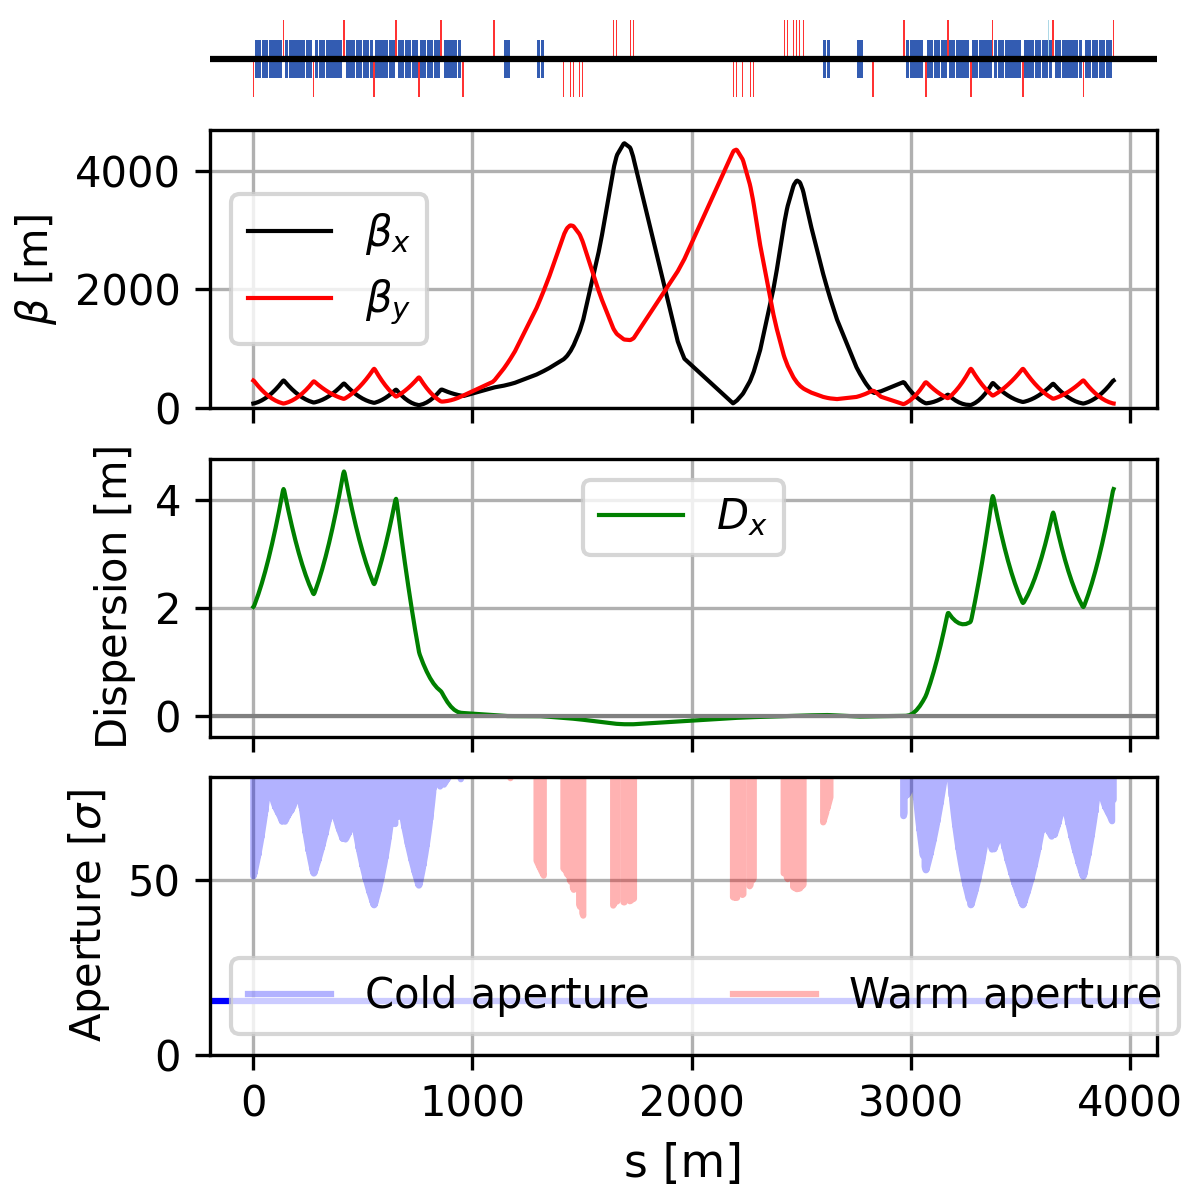 4000
2000
0
β [m]
βx
βy
4
2
0
Dispersion [m]
Dx
50
0
Aperture [σ]
Cold aperture
Warm aperture
0 1000 2000 3000 4000
s [m]